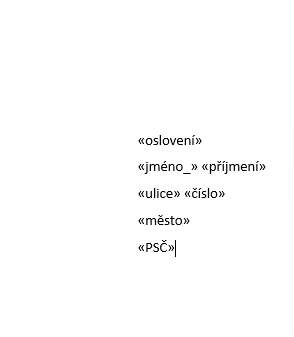 «oslovení»
«jméno_» «příjmení»
«ulice» «číslo»
«město»
«PSČ»